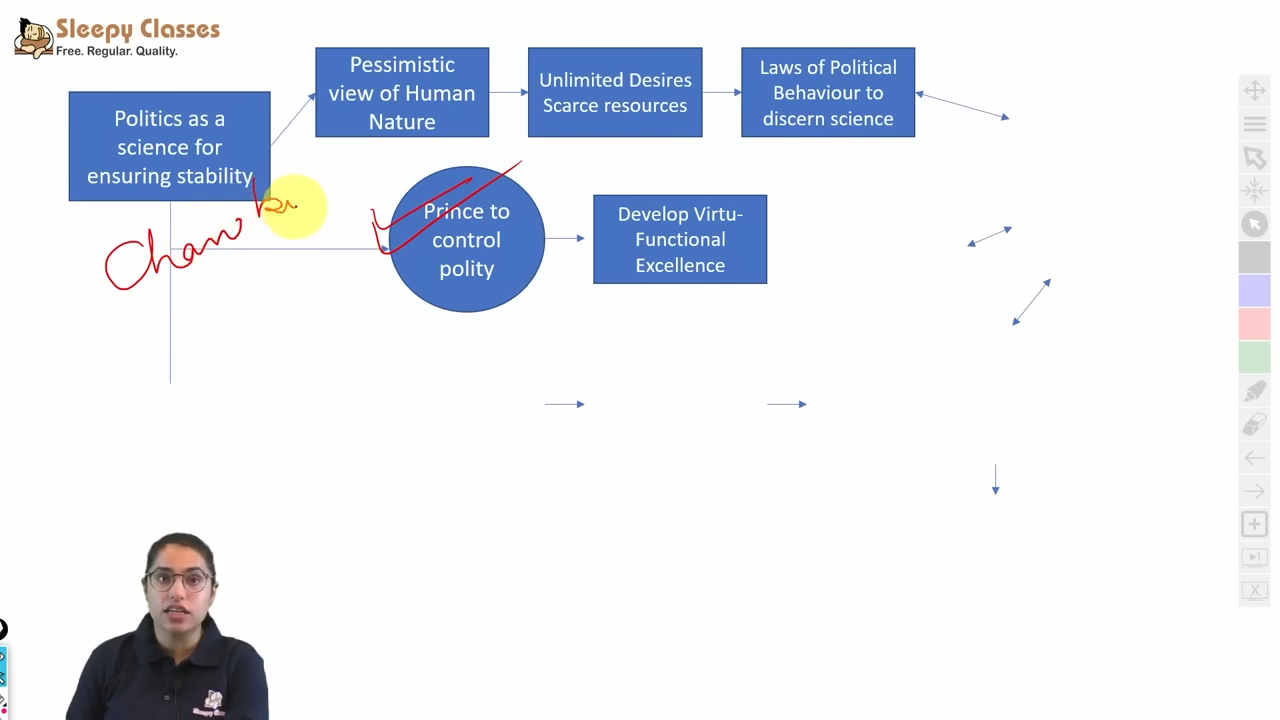 Sleepy Classes
Free. Regular. Quality.
Politics as a
science for
ensuring stability
Pessimistic
view of Human
Nature
Unlimited Desires
Scarce resources
Laws of Political
Behaviour to
discern science
Prince to
control
polity
Develop Virtu-
Functional
Excellence